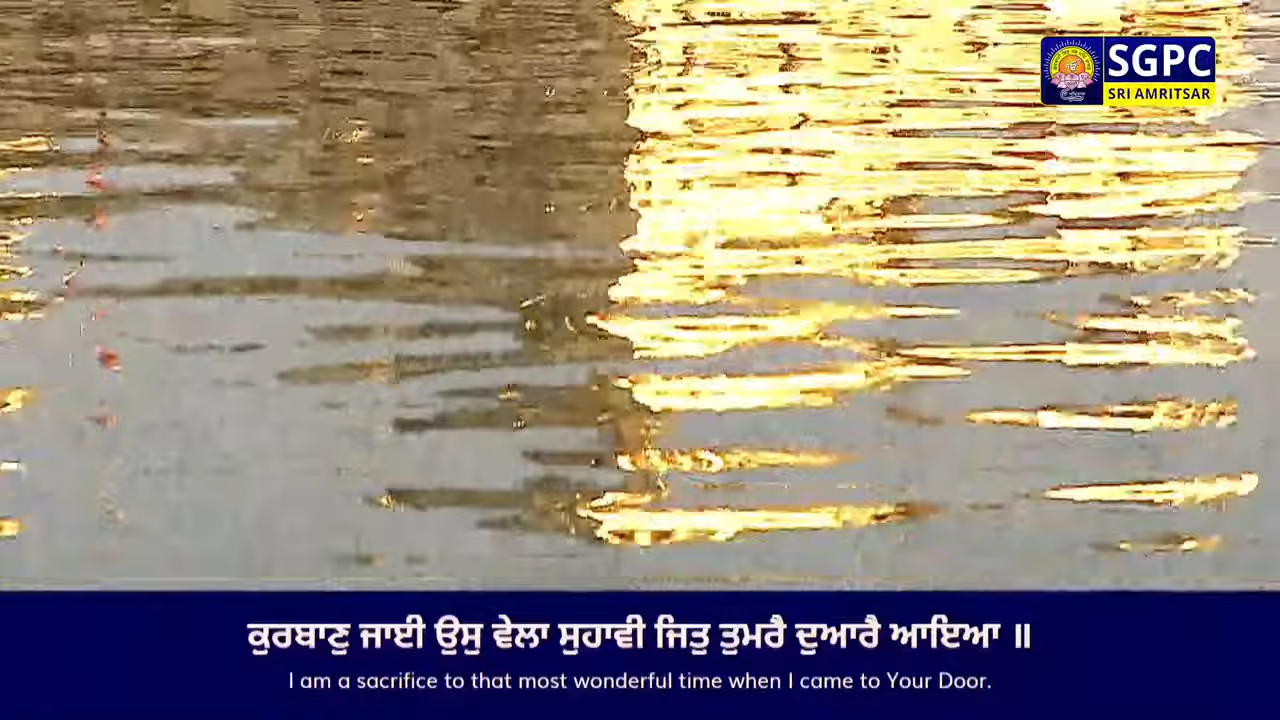 SGPC
SRI AMRITSAR
ਕੁਰਬਾਣੁ ਜਾਈ ਉਸੁ ਵੇਲਾ ਸੁਹਾਵੀ ਜਿਤੁ ਤੁਮਰੈ ਦੁਆਰੈ ਆਇਆ ॥
I am a sacrifice to that most wonderful time when I came to Your Door.